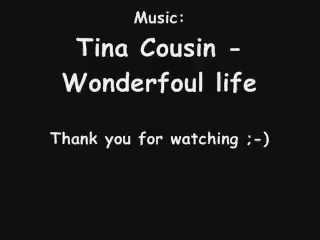 Music:
Tina Cousin -
Wonderfoul life
Thank you for watching ;-)